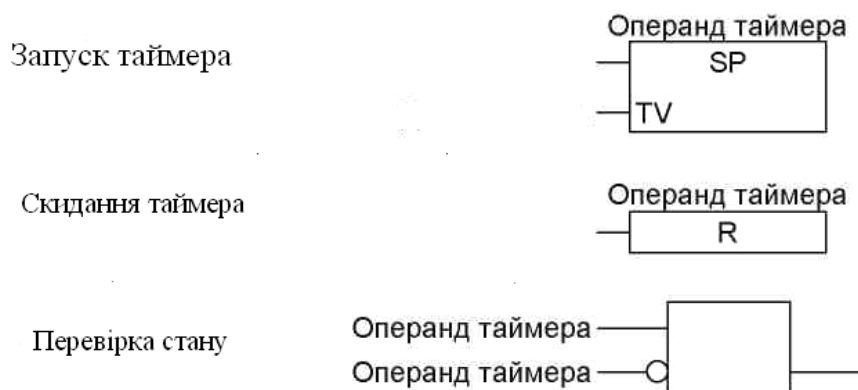 Запуск таймера
Операнд таймера
SP
TV
Скидання таймера
Операнд таймера
R
Перевірка стану
Операнд таймера
Операнд таймера